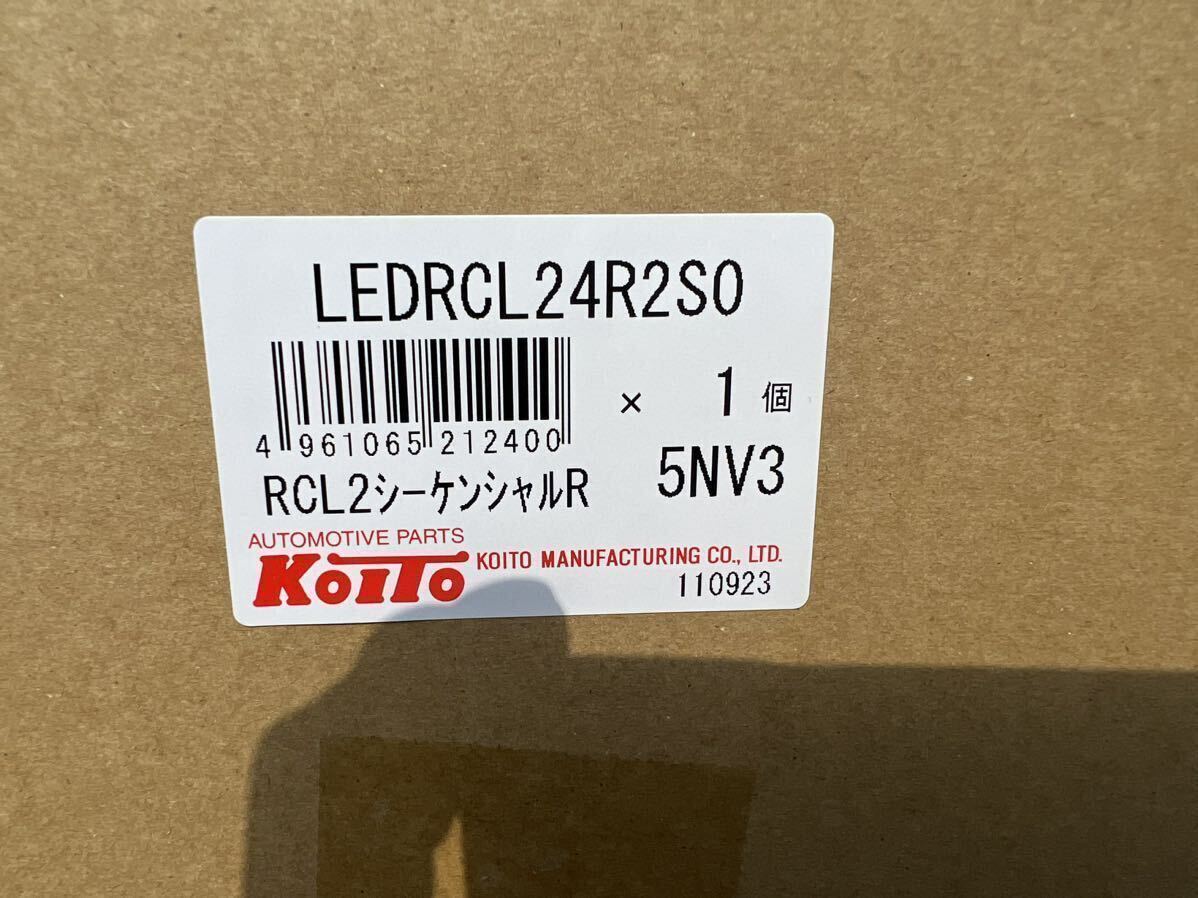 LEDRCL24R2S0
× 1 個
4 961065 212400
RCL2シーケンシャルR 5NV3
AUTOMOTIVE PARTS
KOITO KOITO MANUFACTURING CO., LTD.
110923